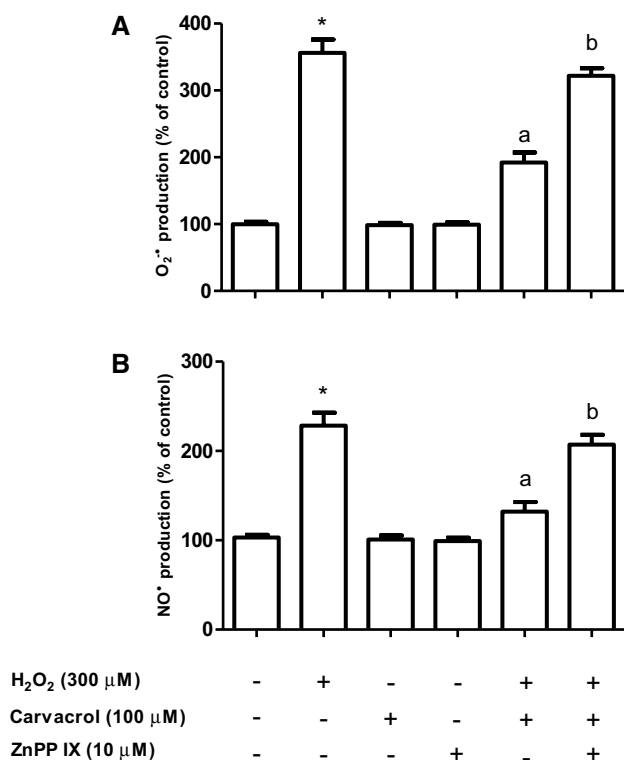 A
O₂⁻• production (% of control)
400
300
200
100
0
*
a
b
B
NO• production (% of control)
300
200
100
0
*
a
b
H₂O₂ (300 μM) - + - - + +
Carvacrol (100 μM) - - + - + +
ZnPP IX (10 μM) - - - + - +